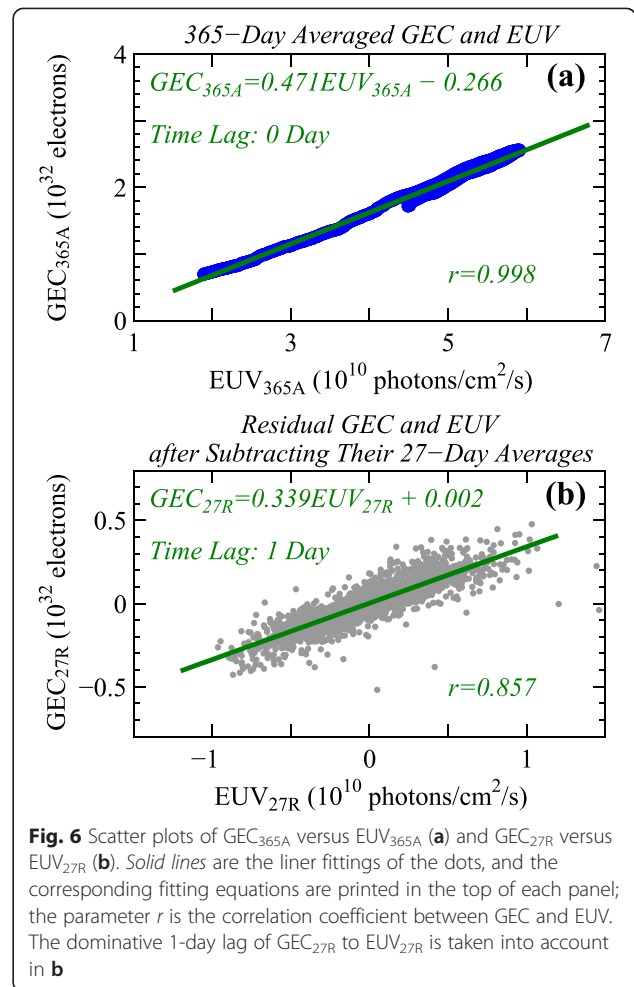 365−Day Averaged GEC and EUV
(a)
GEC365A=0.471EUV365A − 0.266
Time Lag: 0 Day
r=0.998
4
2
0
GEC365A (10^32 electrons)
1 3 5 7
EUV365A (10^10 photons/cm^2/s)
Residual GEC and EUV
after Subtracting Their 27−Day Averages
(b)
GEC27R=0.339EUV27R + 0.002
Time Lag: 1 Day
r=0.857
0.5
0
−0.5
GEC27R (10^32 electrons)
−1 0 1
EUV27R (10^10 photons/cm^2/s)
Fig. 6 Scatter plots of GEC365A versus EUV365A (a) and GEC27R versus
EUV27R (b). Solid lines are the liner fittings of the dots, and the
corresponding fitting equations are printed in the top of each panel;
the parameter r is the correlation coefficient between GEC and EUV.
The dominative 1-day lag of GEC27R to EUV27R is taken into account
in b